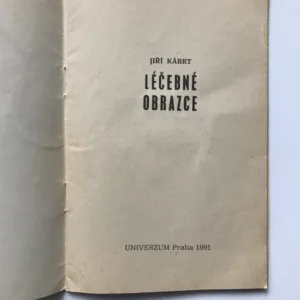 JIŘÍ KÁBRT
LÉČEBNÉ
OBRAZCE
UNIVERZUM Praha 1991